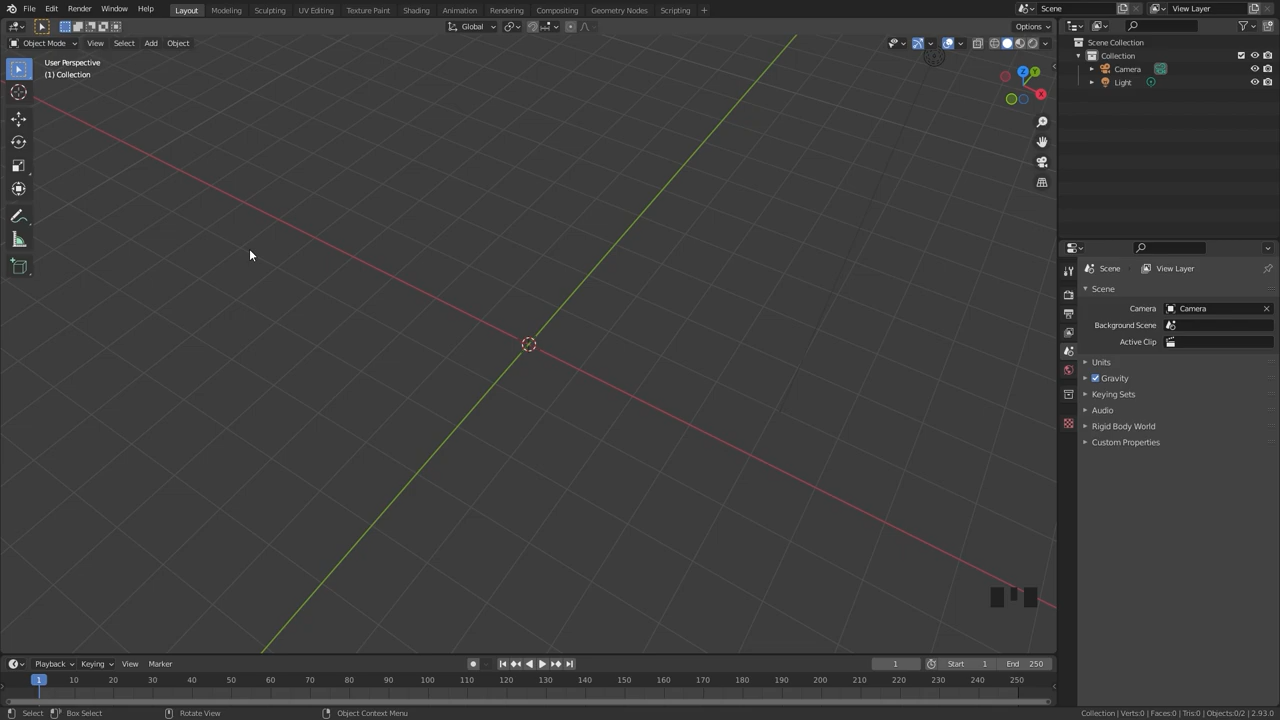 File Edit Render Window Help Layout Modeling Sculpting UV Editing Texture Paint Shading Animation Rendering Compositing Geometry Nodes Scripting + Scene View Layer
Global Options
Object Mode View Select Add Object
User Perspective
(1) Collection
Z Y
X
Scene Collection
Collection
Camera
Light
Scene View Layer
Scene
Camera Camera
Background Scene
Active Clip
Units
Gravity
Keying Sets
Audio
Rigid Body World
Custom Properties
Playback Keying View Marker 1 Start 1 End 250
1 10 20 30 40 50 60 70 80 90 100 110 120 130 140 150 160 170 180 190 200 210 220 230 240 250
Select Box Select Rotate View Object Context Menu Collection | Verts:0 | Faces:0 | Tris:0 | Objects:0/2 | 2.93.0